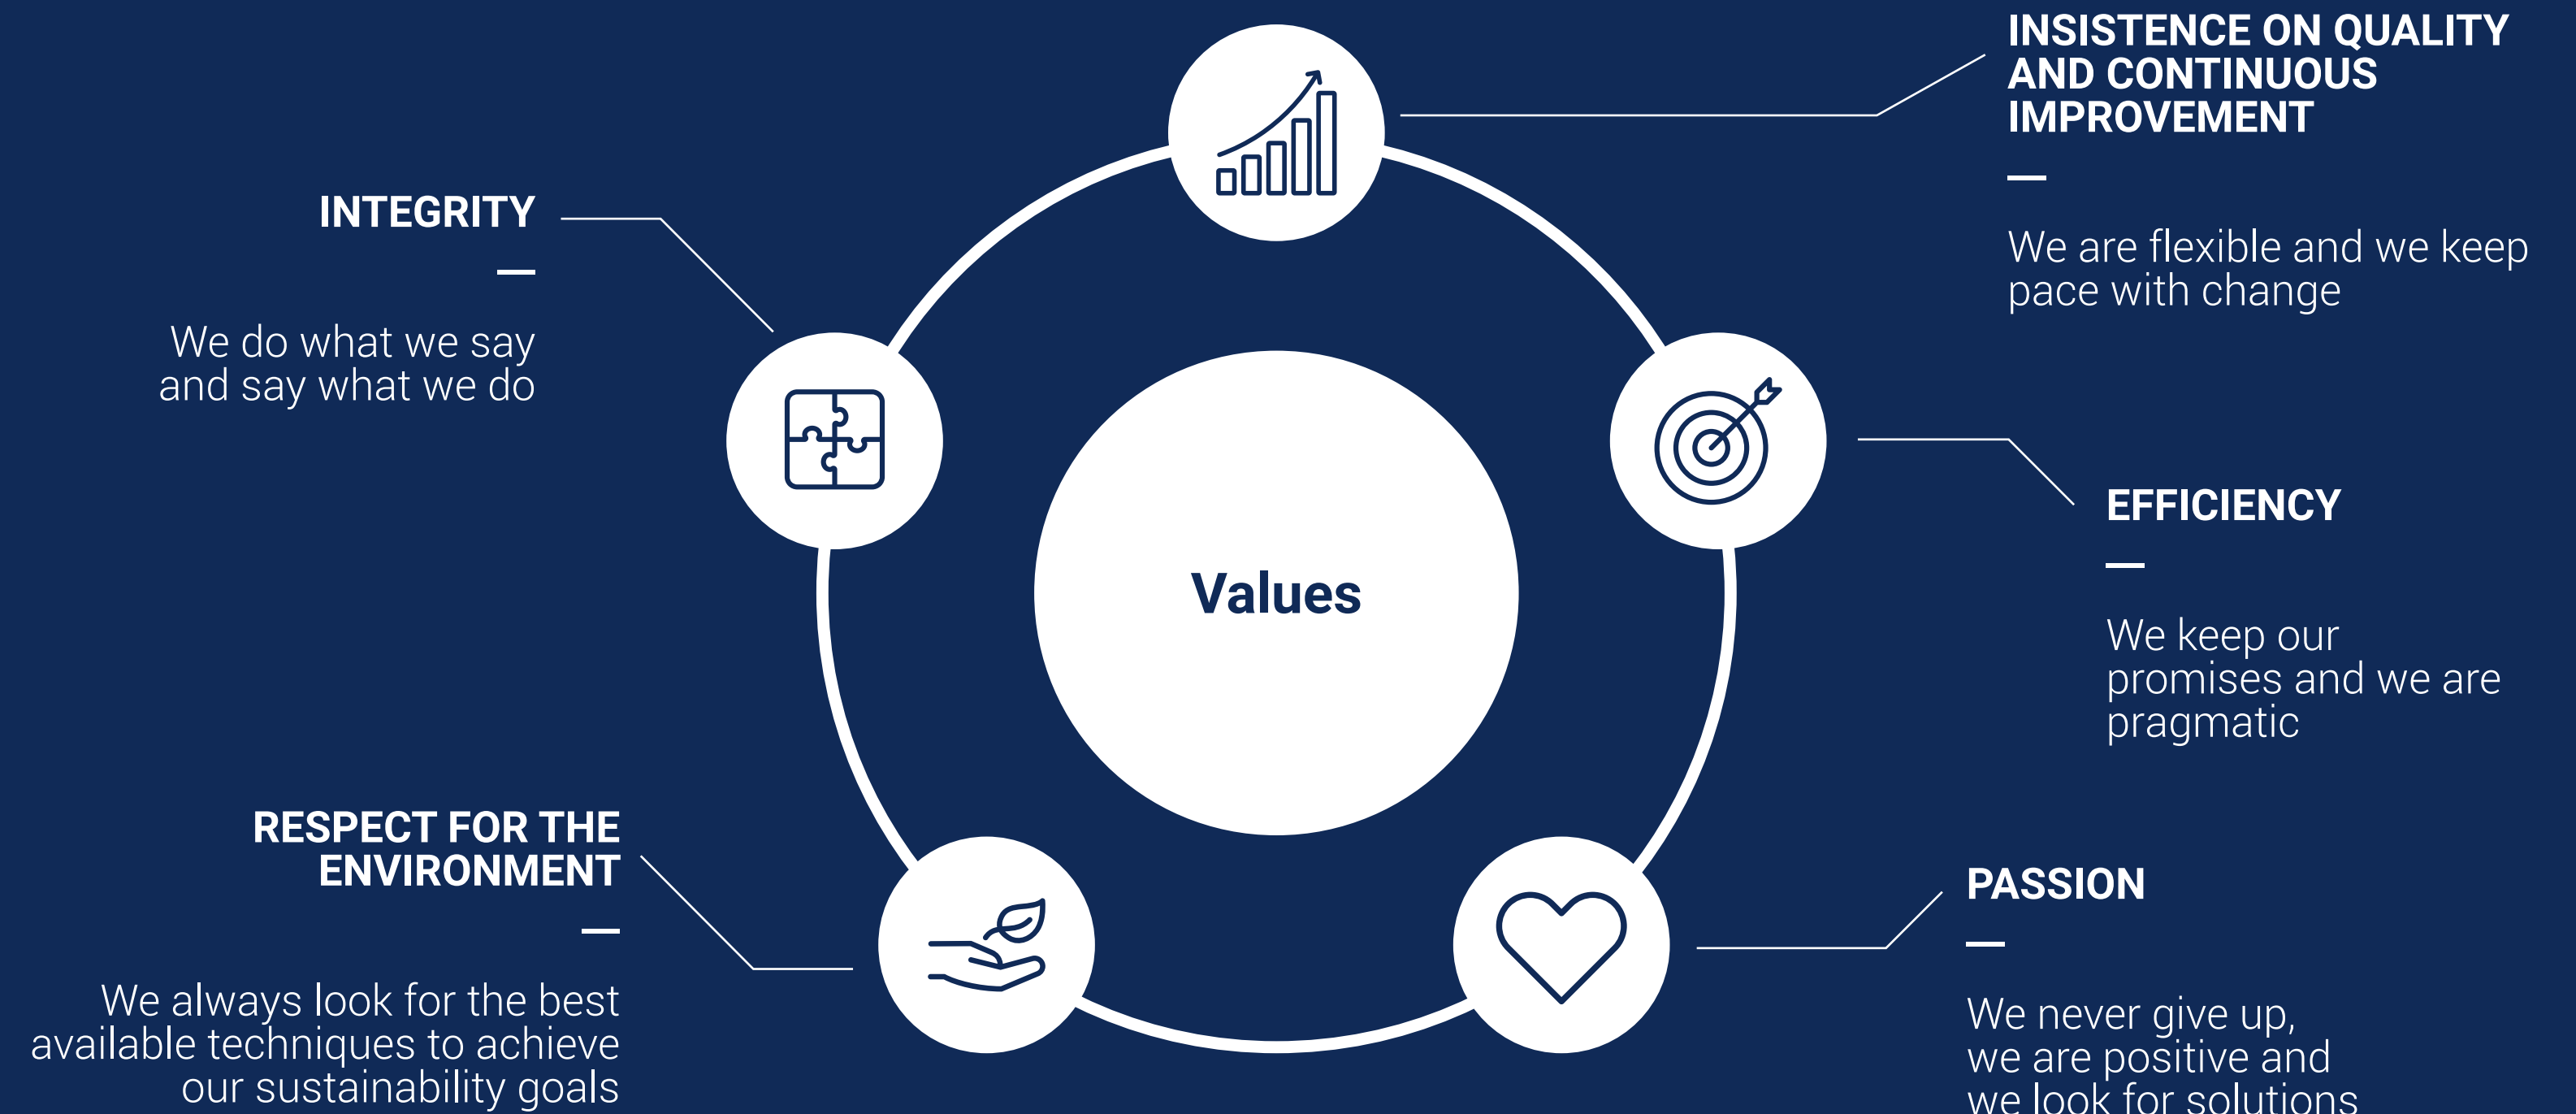 INSISTENCE ON QUALITY
AND CONTINUOUS
IMPROVEMENT
We are flexible and we keep
pace with change
INTEGRITY
We do what we say
and say what we do
Values
EFFICIENCY
We keep our
promises and we are
pragmatic
RESPECT FOR THE
ENVIRONMENT
We always look for the best
available techniques to achieve
our sustainability goals
PASSION
We never give up,
we are positive and
we look for solutions